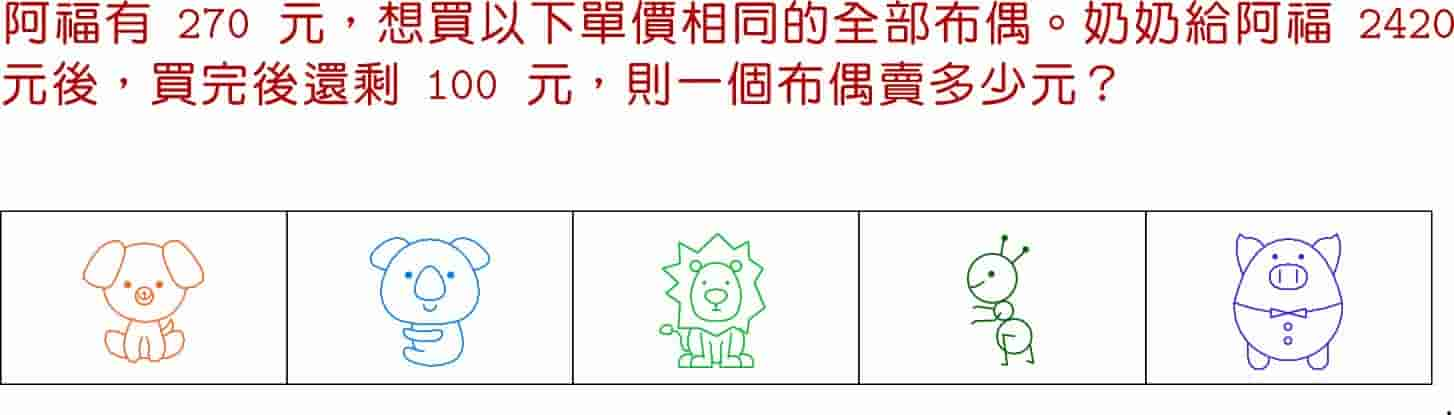 阿福有 270 元，想買以下單價相同的全部布偶。奶奶給阿福 2420
元後，買完後還剩 100 元，則一個布偶賣多少元？